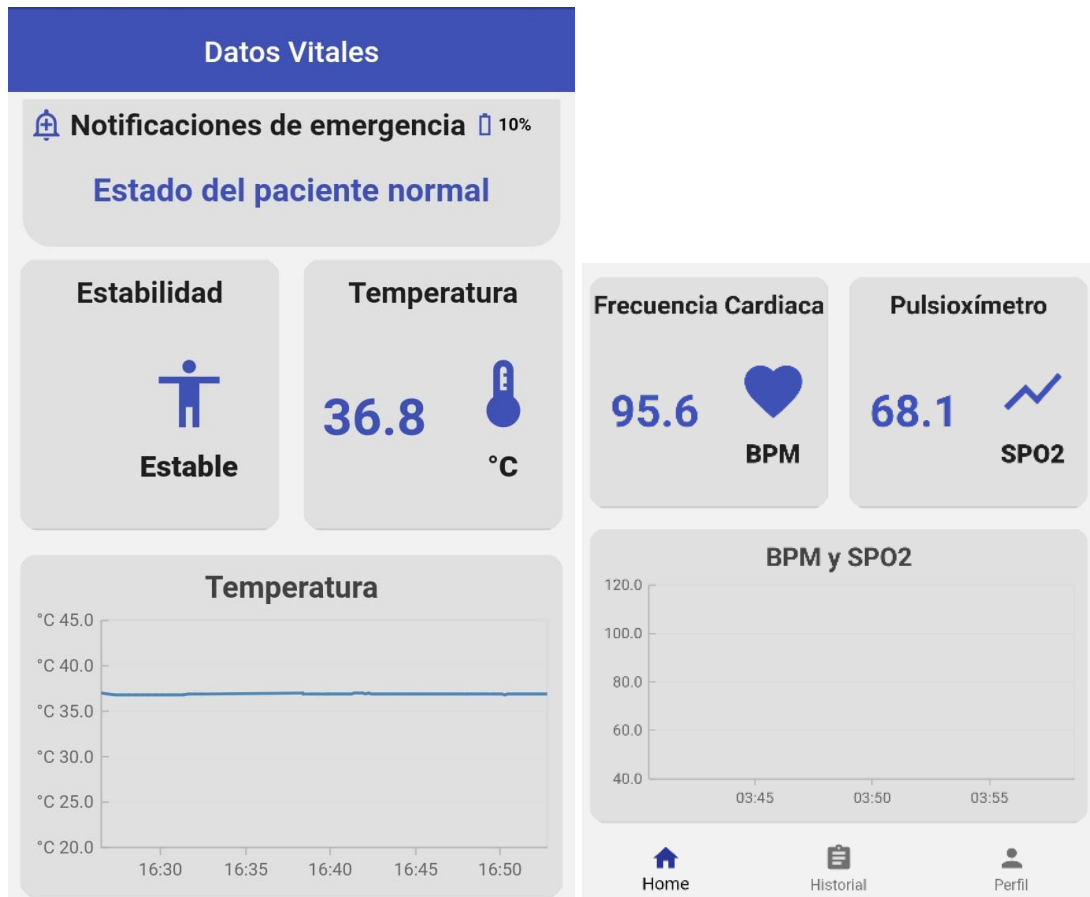 Datos Vitales
Notificaciones de emergencia 10%
Estado del paciente normal
Estabilidad
Estable
Temperatura
36.8
°C
Temperatura
°C 45.0
°C 40.0
°C 35.0
°C 30.0
°C 25.0
°C 20.0
16:30 16:35 16:40 16:45 16:50
Frecuencia Cardiaca
95.6
BPM
Pulsioxímetro
68.1
SPO2
BPM y SPO2
120.0
100.0
80.0
60.0
40.0
03:45 03:50 03:55
Home Historial Perfil